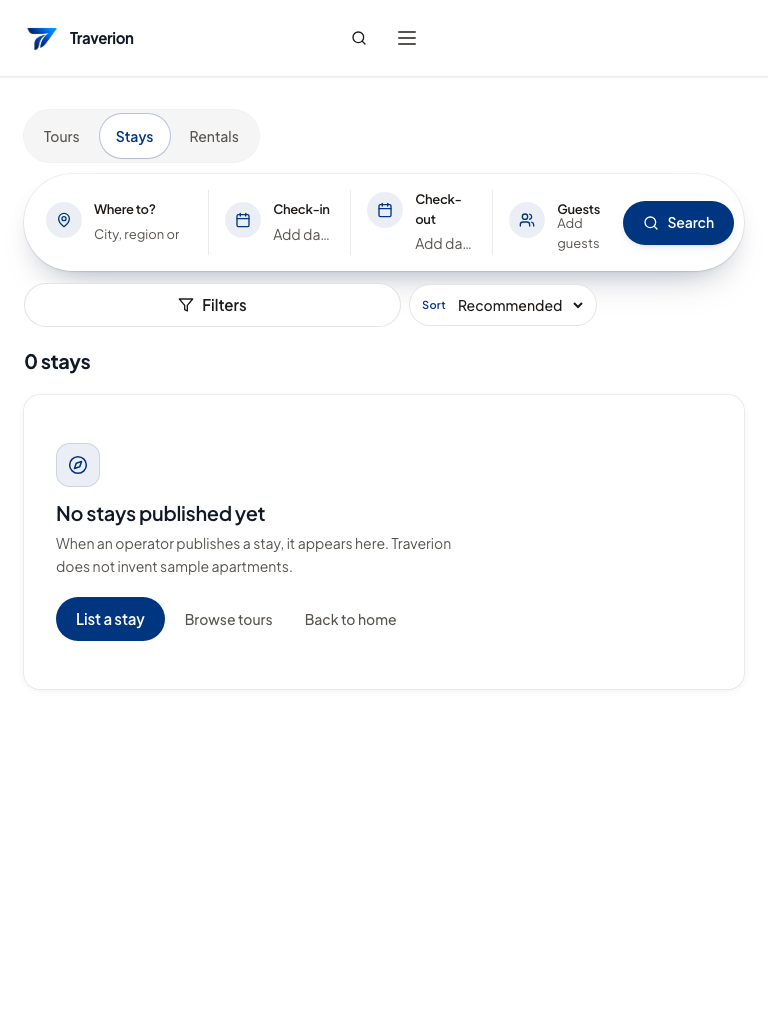 Traverion
Tours
Stays
Rentals
Where to?
City, region or
Check-in
Add da...
Check-
out
Add da...
Guests
Add
guests
Search
Filters
Sort
Recommended
0 stays
No stays published yet
When an operator publishes a stay, it appears here. Traverion
does not invent sample apartments.
List a stay
Browse tours
Back to home